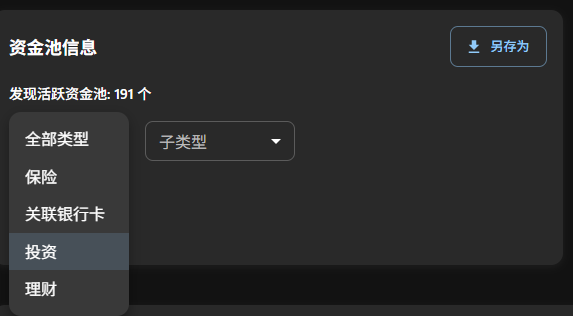 资金池信息
另存为
发现活跃资金池: 191 个
全部类型
子类型
保险
关联银行卡
投资
理财